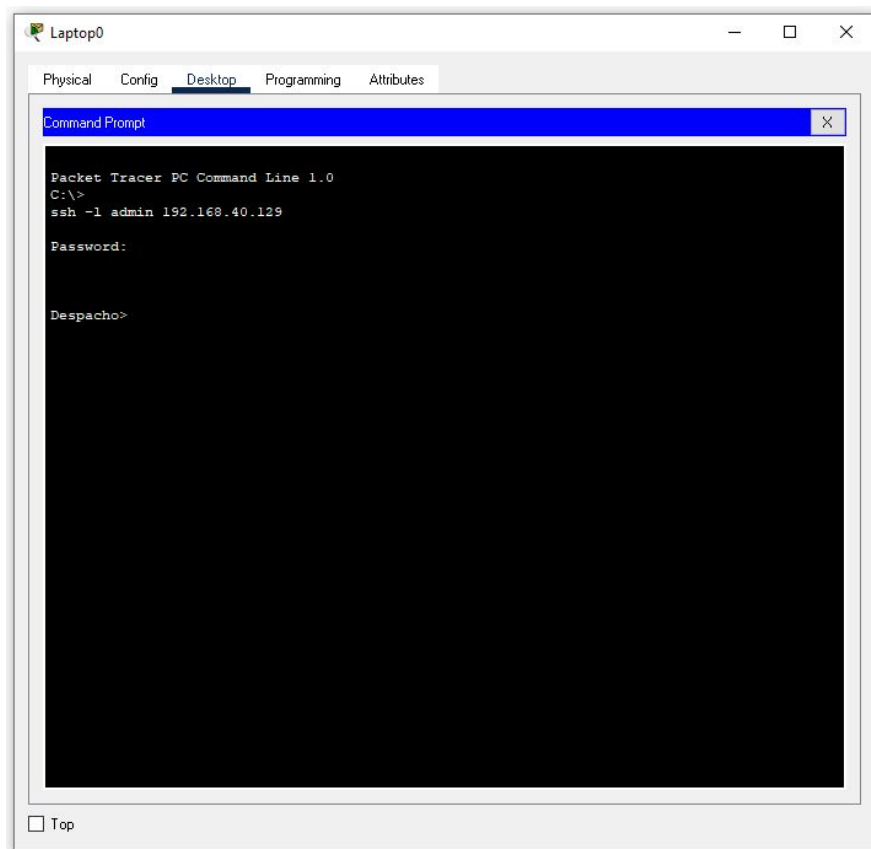 Laptop0
Physical Config Desktop Programming Attributes
Command Prompt
X
Packet Tracer PC Command Line 1.0
C:\>
ssh -l admin 192.168.40.129
Password:
Despacho>
Top